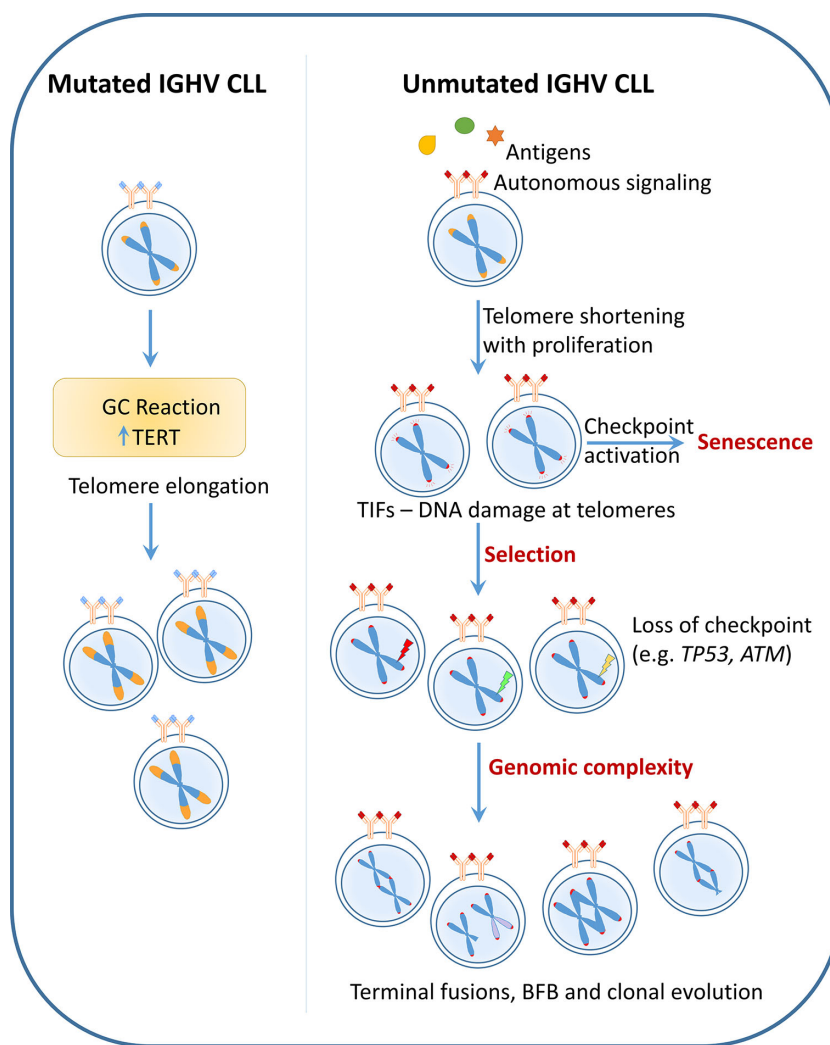 Mutated IGHV CLL
GC Reaction
↑TERT
Telomere elongation
Unmutated IGHV CLL
Antigens
Autonomous signaling
Telomere shortening
with proliferation
Checkpoint
activation
Senescence
TIFs – DNA damage at telomeres
Selection
Loss of checkpoint
(e.g. TP53, ATM)
Genomic complexity
Terminal fusions, BFB and clonal evolution